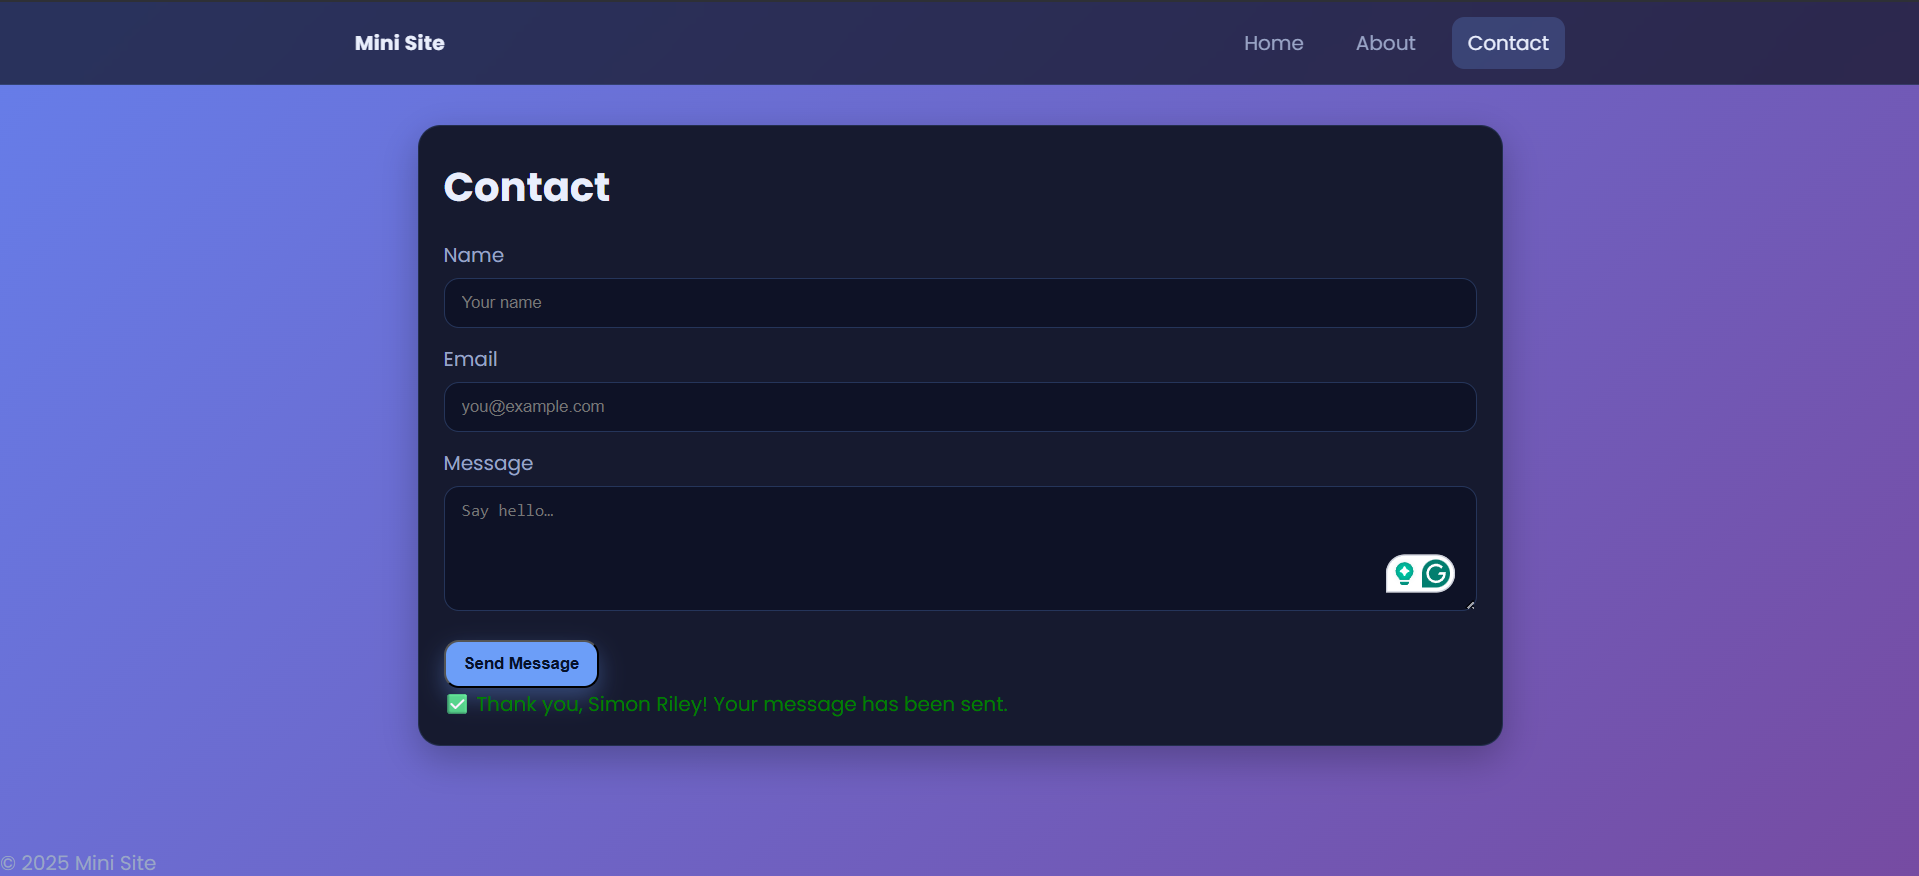 Mini Site
Home
About
Contact
Contact
Name
Your name
Email
you@example.com
Message
Say hello…
Send Message
✅ Thank you, Simon Riley! Your message has been sent.
© 2025 Mini Site